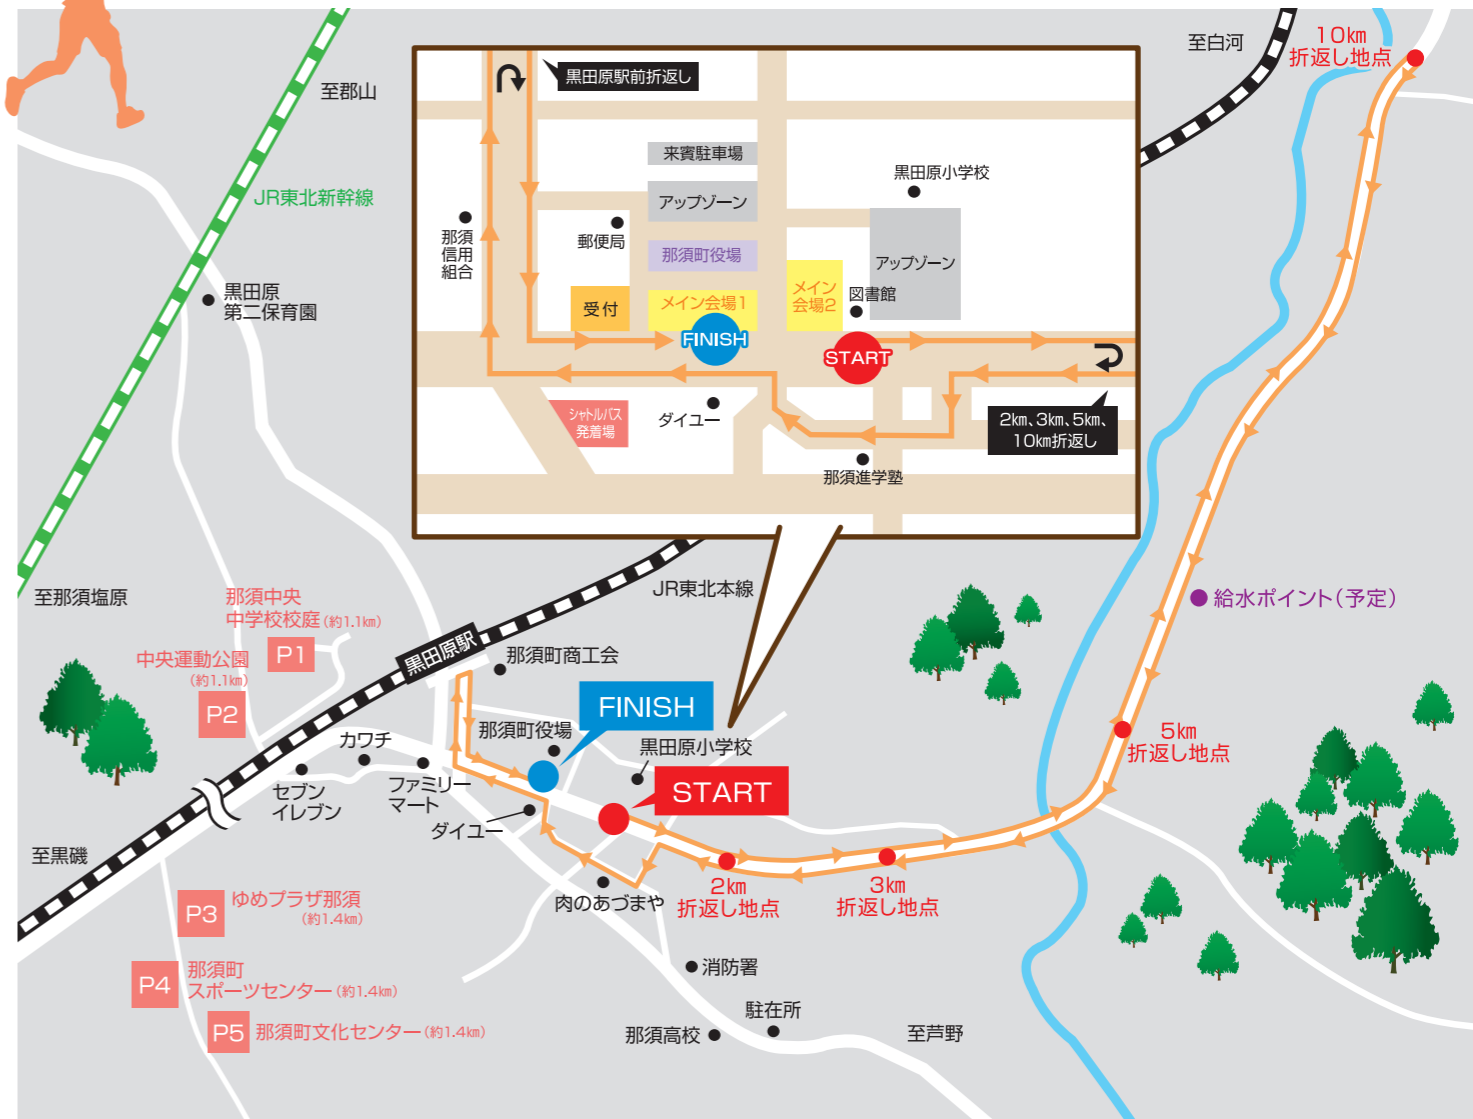 至郡山
JR東北新幹線
黒田原
第二保育園
至那須塩原
至白河
10km
折返し地点
黒田原駅前折返し
来賓駐車場
アップゾーン
黒田原小学校
那須
信用
組合
郵便局
那須町役場
アップゾーン
受付
メイン会場1
メイン
会場2
図書館
FINISH
START
シャトルバス
発着場
ダイユー
2km、3km、5km、
10km折返し
那須進学塾
JR東北本線
給水ポイント(予定)
那須中央
中学校校庭(約1.1km)
P1
中央運動公園
(約1.1km)
P2
黒田原駅
那須町商工会
FINISH
那須町役場
黒田原小学校
START
カワチ
セブン
イレブン
ファミリー
マート
ダイユー
5km
折返し地点
至黒磯
2km
折返し地点
3km
折返し地点
肉のあづまや
P3
ゆめプラザ那須
(約1.4km)
P4
那須町
スポーツセンター(約1.4km)
P5
那須町文化センター(約1.4km)
消防署
駐在所
那須高校
至芦野